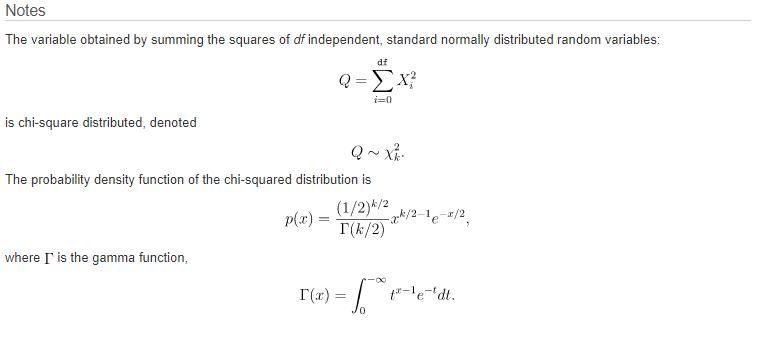 Notes
The variable obtained by summing the squares of df independent, standard normally distributed random variables:
Q = \sum_{i=0}^{df} X_i^2
is chi-square distributed, denoted
Q \sim \chi_k^2.
The probability density function of the chi-squared distribution is
p(x) = \frac{(1/2)^{k/2}}{\Gamma(k/2)} x^{k/2-1} e^{-x/2},
where Γ is the gamma function,
\Gamma(x) = \int_0^{-\infty} t^{x-1} e^{-t} dt.